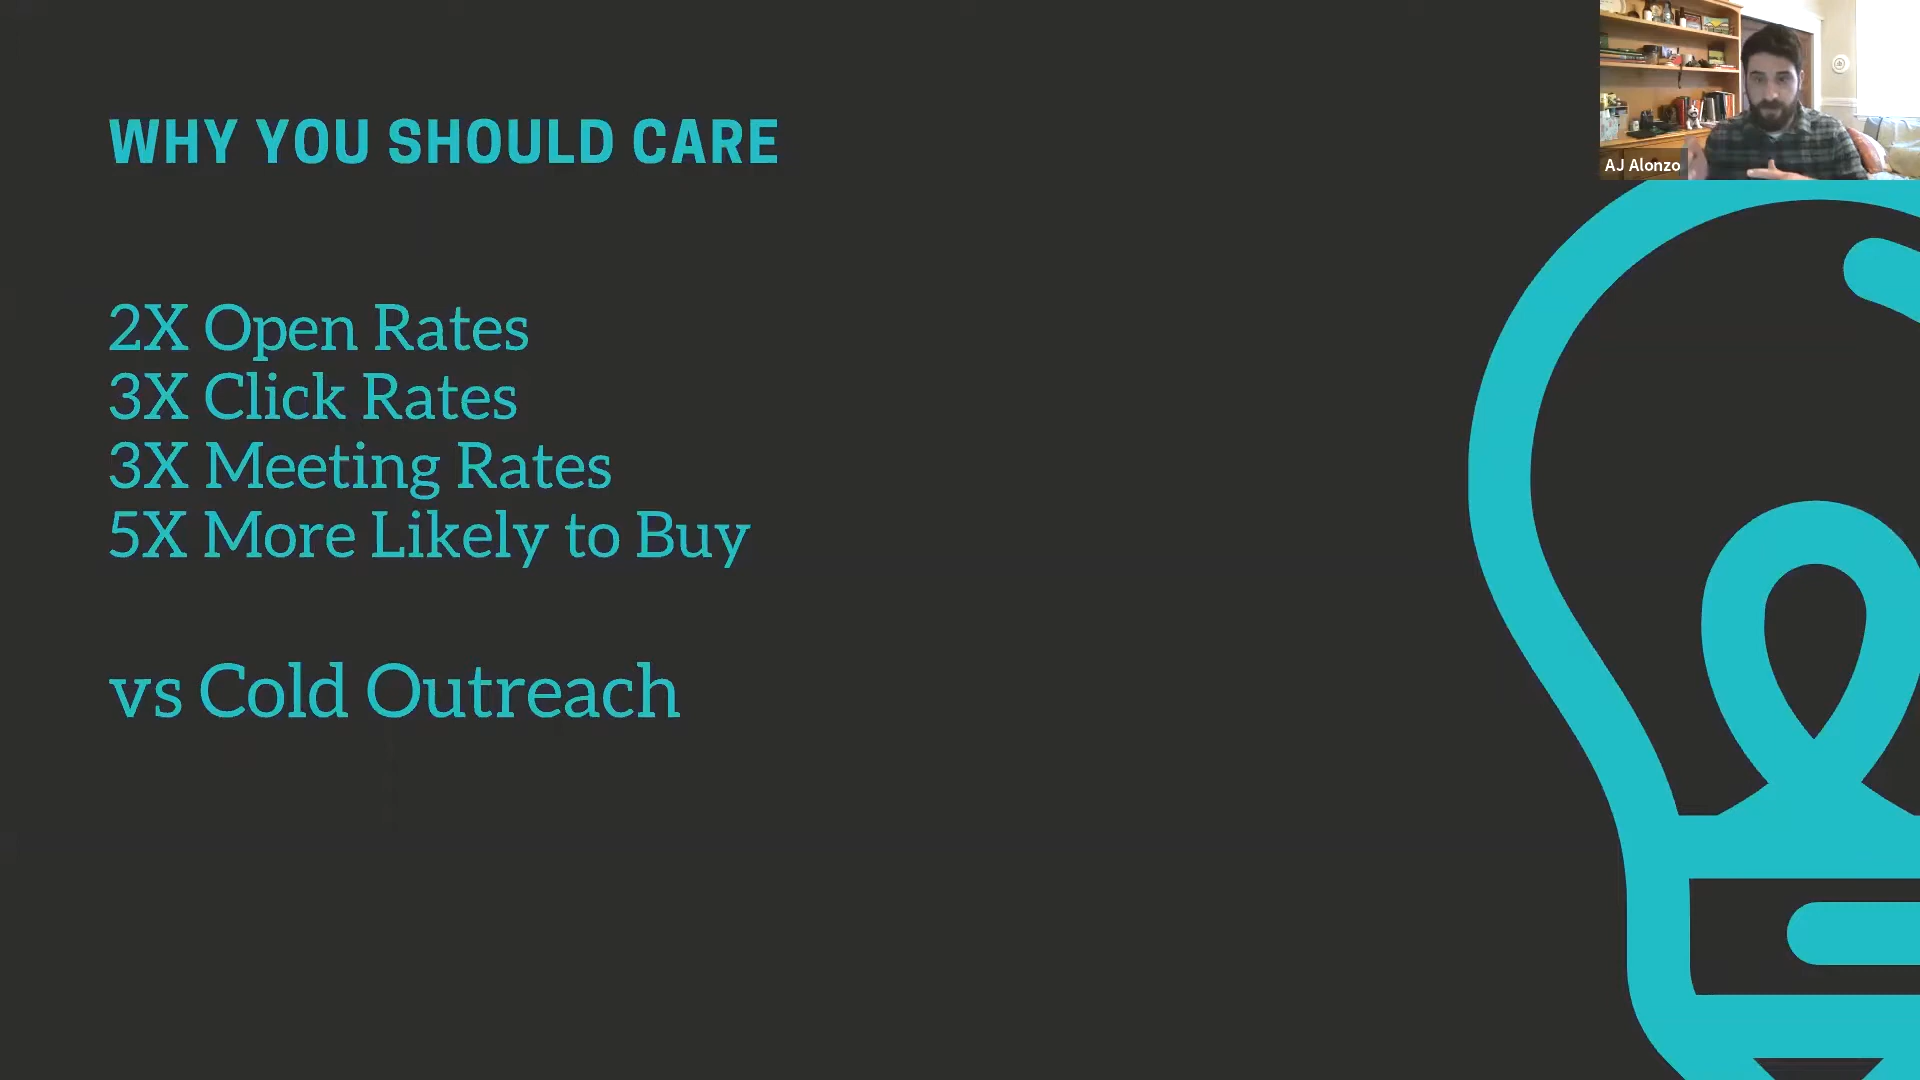 WHY YOU SHOULD CARE
AJ Alonzo
2X Open Rates
3X Click Rates
3X Meeting Rates
5X More Likely to Buy
vs Cold Outreach